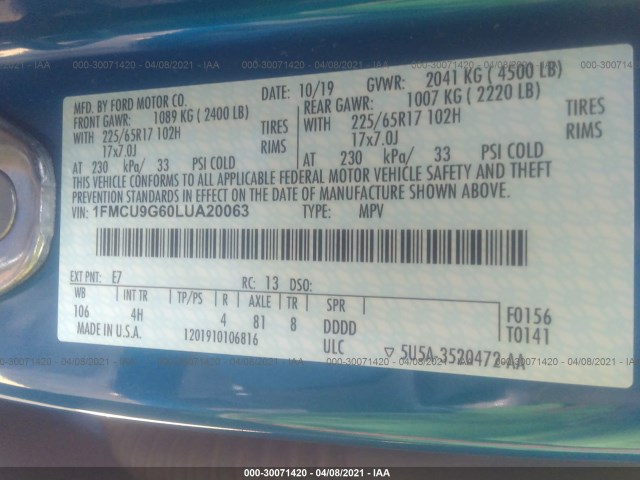 000-30071420 - 04/08/2021 - IAA
MFD. BY FORD MOTOR CO.
DATE: 10/19 GVWR: 2041 KG ( 4500 LB)
FRONT GAWR: 1089 KG ( 2400 LB)
REAR GAWR: 1007 KG ( 2220 LB)
WITH 225/65R17 102H TIRES
WITH 225/65R17 102H TIRES
17x7.0J RIMS
17x7.0J RIMS
AT 230 kPa/ 33 PSI COLD
AT 230 kPa/ 33 PSI COLD
THIS VEHICLE CONFORMS TO ALL APPLICABLE FEDERAL MOTOR VEHICLE SAFETY AND THEFT
PREVENTION STANDARDS IN EFFECT ON THE DATE OF MANUFACTURE SHOWN ABOVE.
VIN: 1FMCU9G60LUA20063 TYPE: MPV
EXT PNT: E7 RC: 13 DSO:
WB INT TR TP/PS R AXLE TR SPR
106 4H 4 81 8 DDDD
F0156
T0141
MADE IN U.S.A. 1201910106816 ULC
5U5A-3520472-AA
000-30071420 - 04/08/2021 - IAA